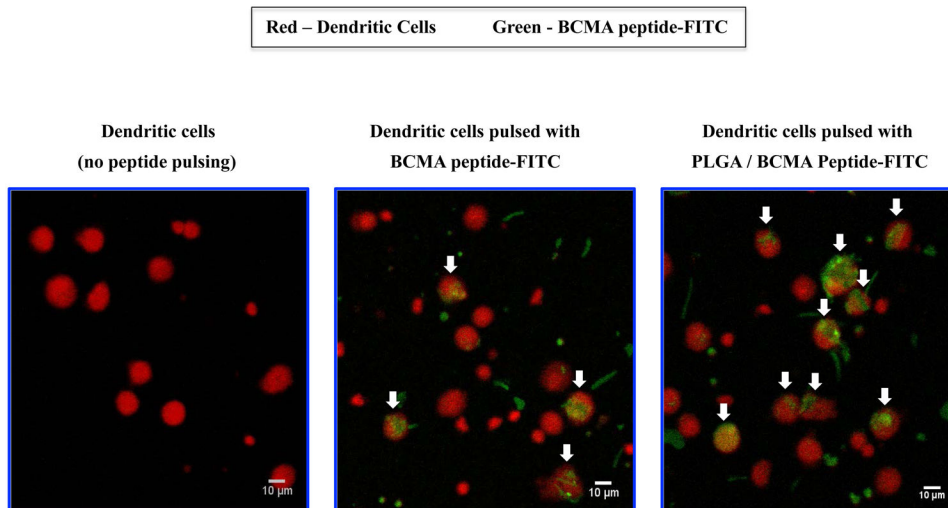 Red – Dendritic Cells Green - BCMA peptide-FITC
Dendritic cells
(no peptide pulsing)
Dendritic cells pulsed with
BCMA peptide-FITC
Dendritic cells pulsed with
PLGA / BCMA Peptide-FITC
10 µm
10 µm
10 µm